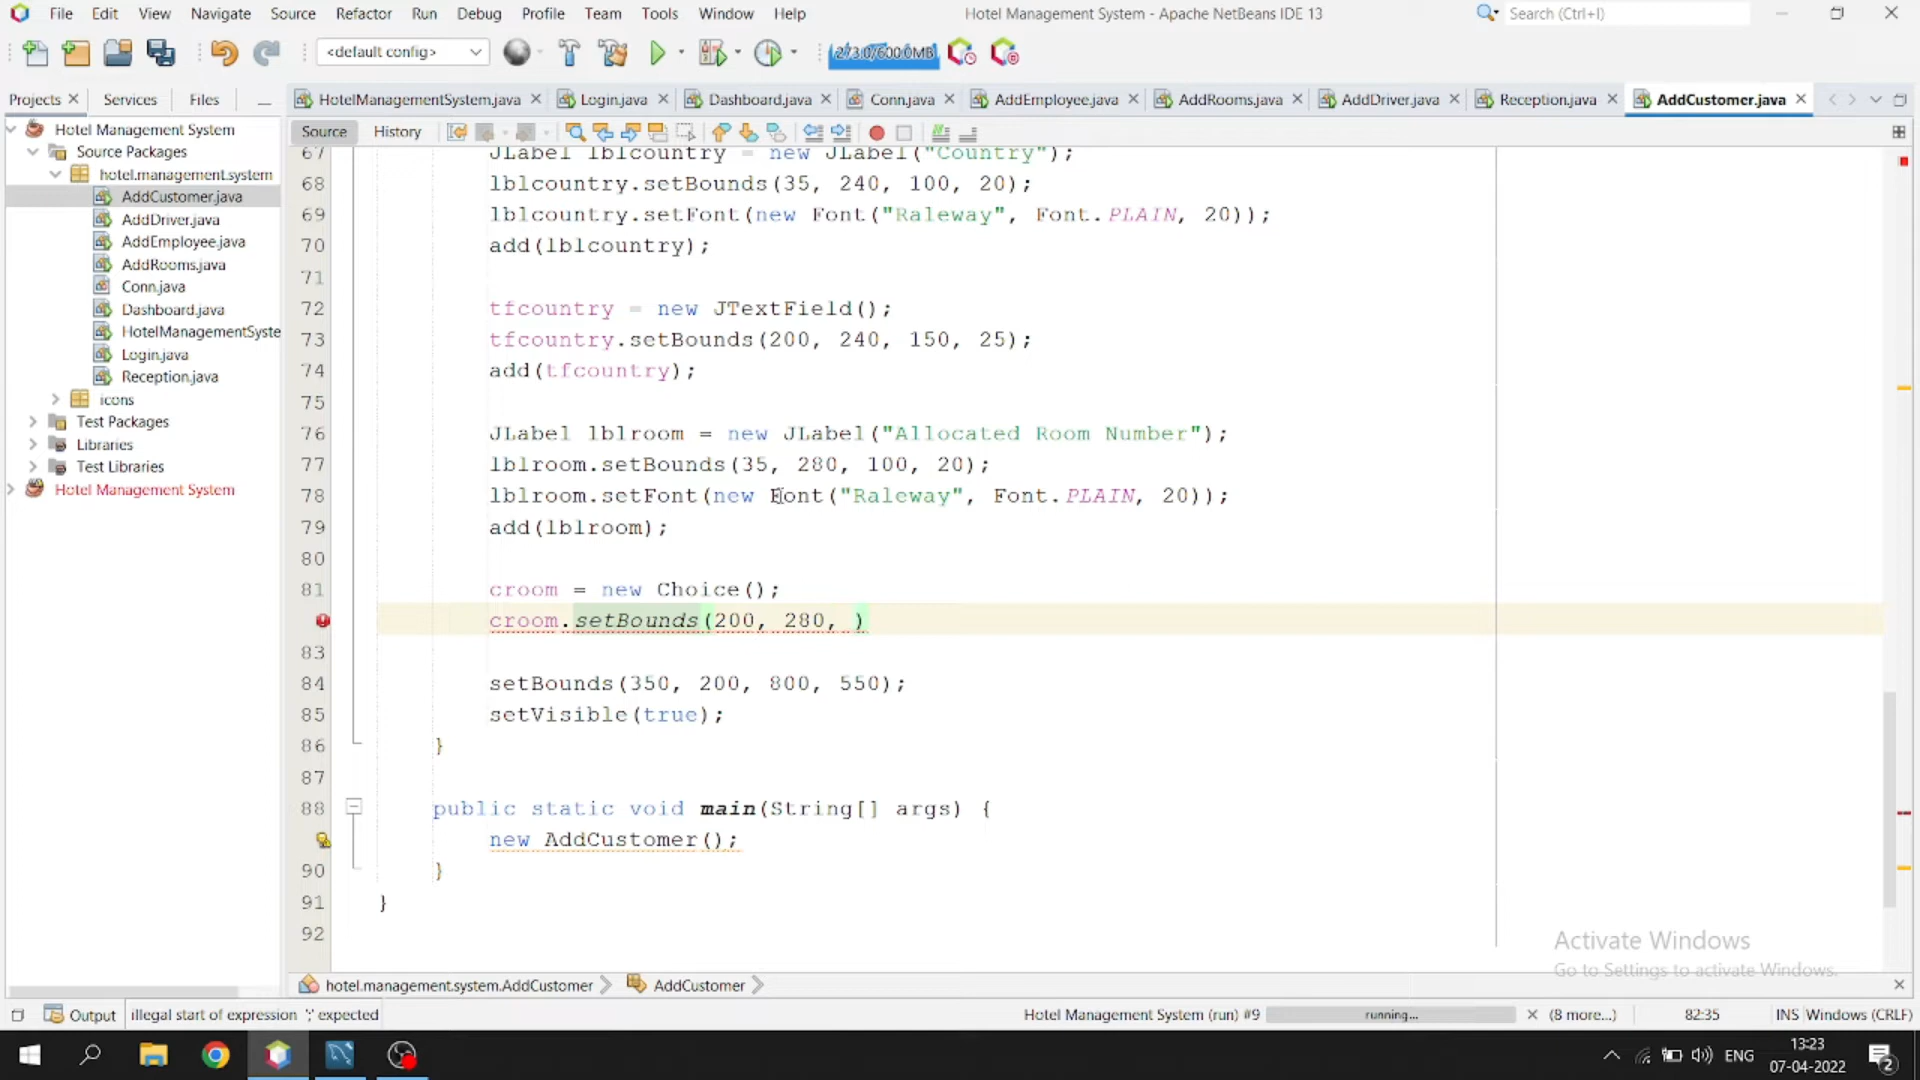 File Edit View Navigate Source Refactor Run Debug Profile Team Tools Window Help
Hotel Management System - Apache NetBeans IDE 13
Search (Ctrl+I)
<default config>
273.0/600.0MB
Projects Services Files
HotelManagementSystem.java Login.java Dashboard.java Conn.java AddEmployee.java AddRooms.java AddDriver.java Reception.java AddCustomer.java
Source History
Hotel Management System
Source Packages
hotel.management.system
AddCustomer.java
AddDriver.java
AddEmployee.java
AddRooms.java
Conn.java
Dashboard.java
HotelManagementSyste
Login.java
Reception.java
icons
Test Packages
Libraries
Test Libraries
Hotel Management System
67 JLabel lblcountry = new JLabel("Country");
68 lblcountry.setBounds(35, 240, 100, 20);
69 lblcountry.setFont(new Font("Raleway", Font.PLAIN, 20));
70 add(lblcountry);
71
72 tfcountry = new JTextField();
73 tfcountry.setBounds(200, 240, 150, 25);
74 add(tfcountry);
75
76 JLabel lblroom = new JLabel("Allocated Room Number");
77 lblroom.setBounds(35, 280, 100, 20);
78 lblroom.setFont(new Font("Raleway", Font.PLAIN, 20));
79 add(lblroom);
80
81 croom = new Choice();
croom.setBounds(200, 280, )
83
84 setBounds(350, 200, 800, 550);
85 setVisible(true);
86 }
87
88 public static void main(String[] args) {
new AddCustomer();
90 }
91 }
92
Activate Windows
Go to Settings to activate Windows.
hotel.management.system.AddCustomer AddCustomer
Output illegal start of expression ';' expected
Hotel Management System (run) #9 running... (8 more...) 82:35 INS Windows (CRLF)
ENG
13:23
07-04-2022
2